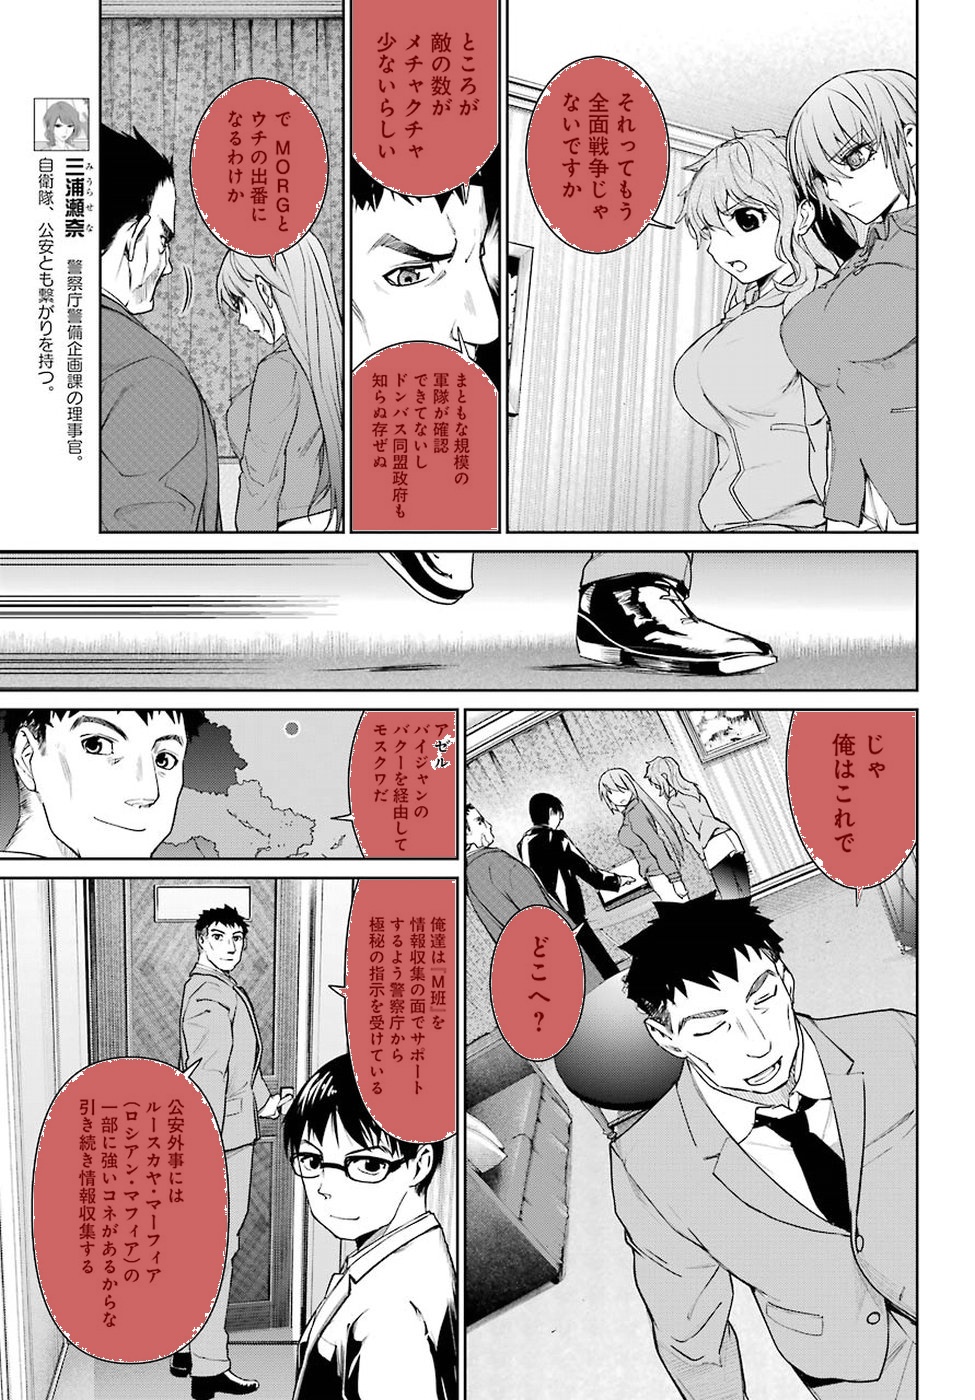 それってもう
全面戦争じゃ
ないですか
ところが
敵の数が
メチャクチャ
少ないらしい
まともな規模の
軍隊が確認
できてないし
ドンバス同盟政府も
知らぬ存ぜぬ
で MORGと
ウチの出番に
なるわけか
三浦瀬奈 警察庁警備企画課の理事官。
みうらせな
自衛隊、公安とも繋がりを持つ。
じゃ
俺はこれで
どこへ？
アゼル
バイジャンの
バクーを経由して
モスクワだ
俺達は『M班』を
情報収集の面でサポート
するよう警察庁から
極秘の指示を受けている
公安外事には
ルースカヤ・マーフィア
（ロシアン・マフィア）の
一部に強いコネがあるからな
引き続き情報収集する